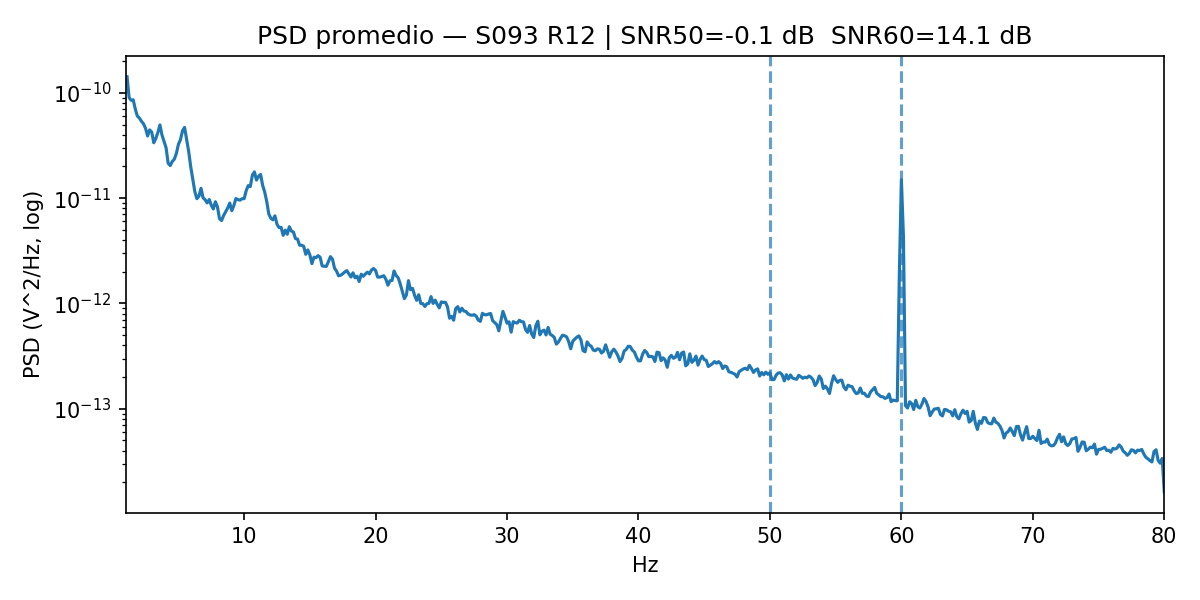 PSD promedio — S093 R12 | SNR50=-0.1 dB  SNR60=14.1 dB
PSD (V^2/Hz, log)
10⁻¹⁰
10⁻¹¹
10⁻¹²
10⁻¹³
10 20 30 40 50 60 70 80
Hz